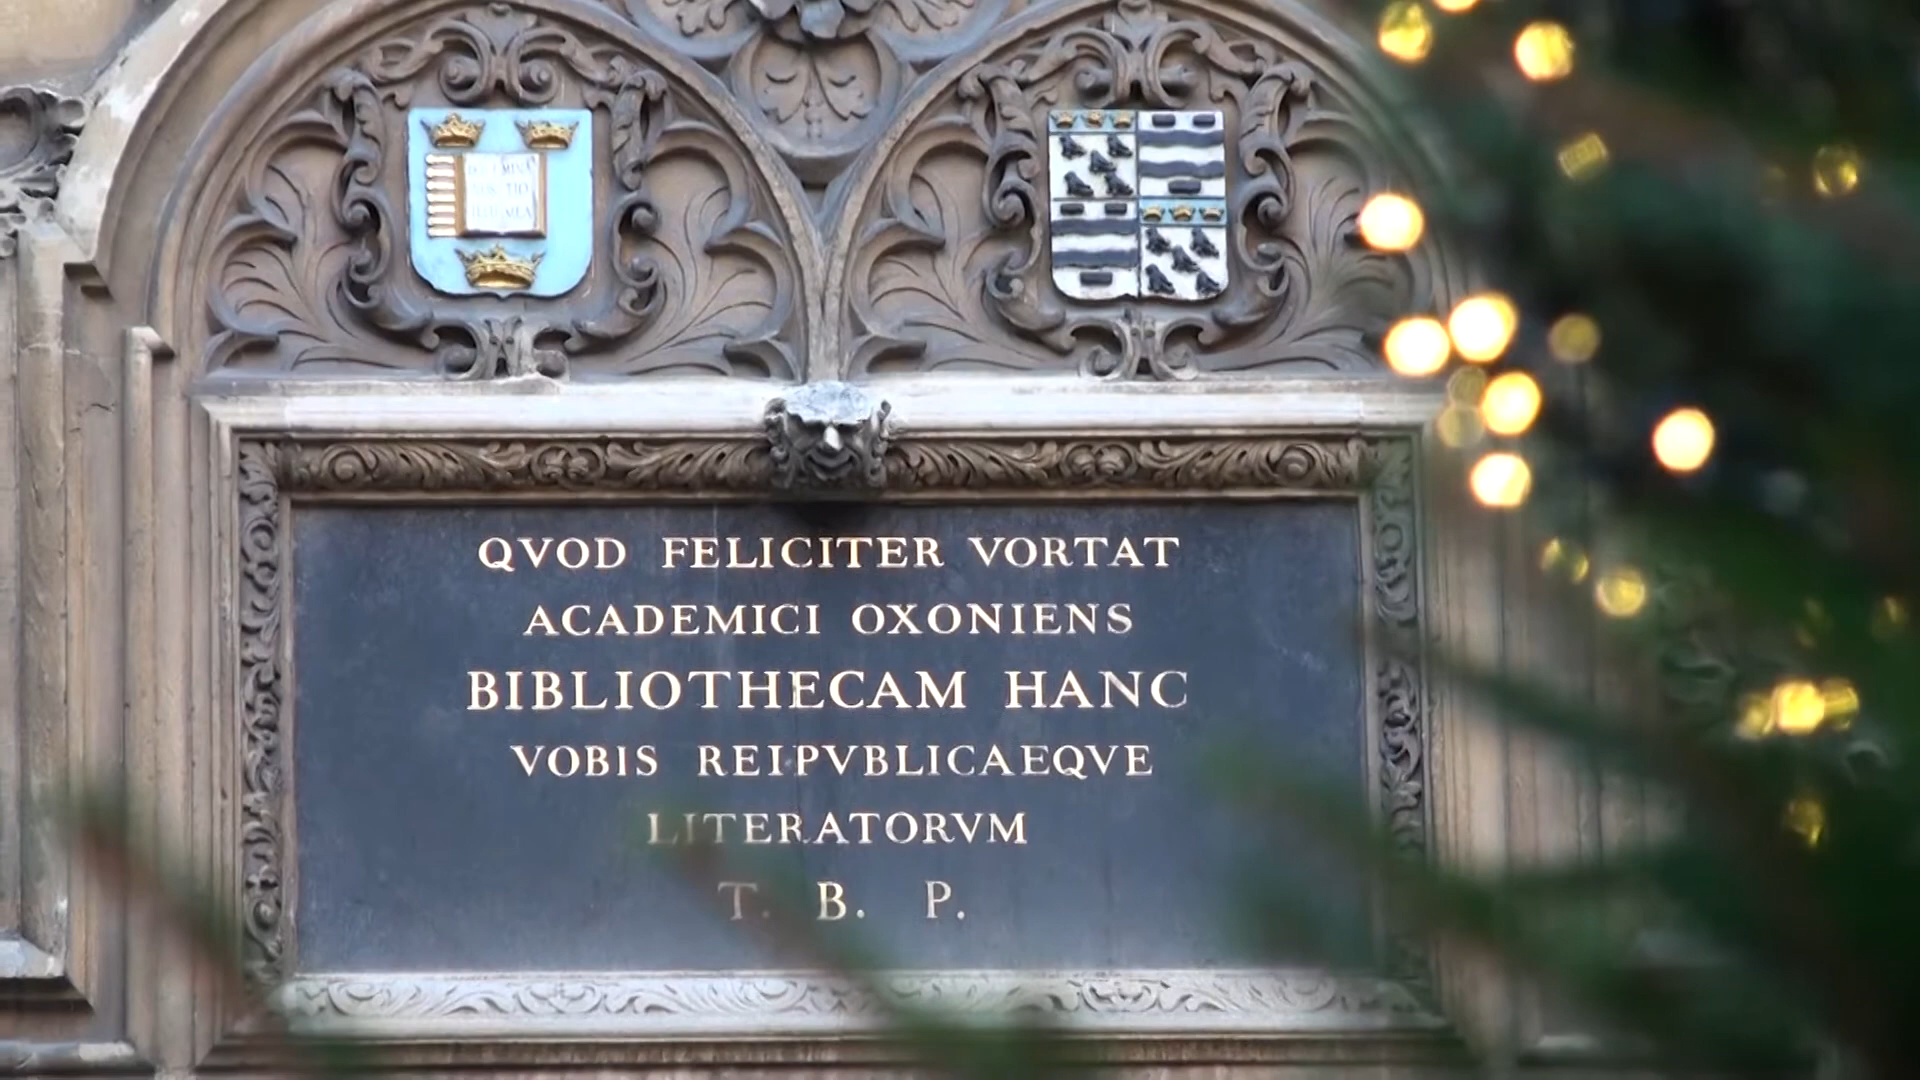 QVOD FELICITER VORTAT
ACADEMICI OXONIENS
BIBLIOTHECAM HANC
VOBIS REIPVBLICAEQVE
LITERATORVM
T. B. P.